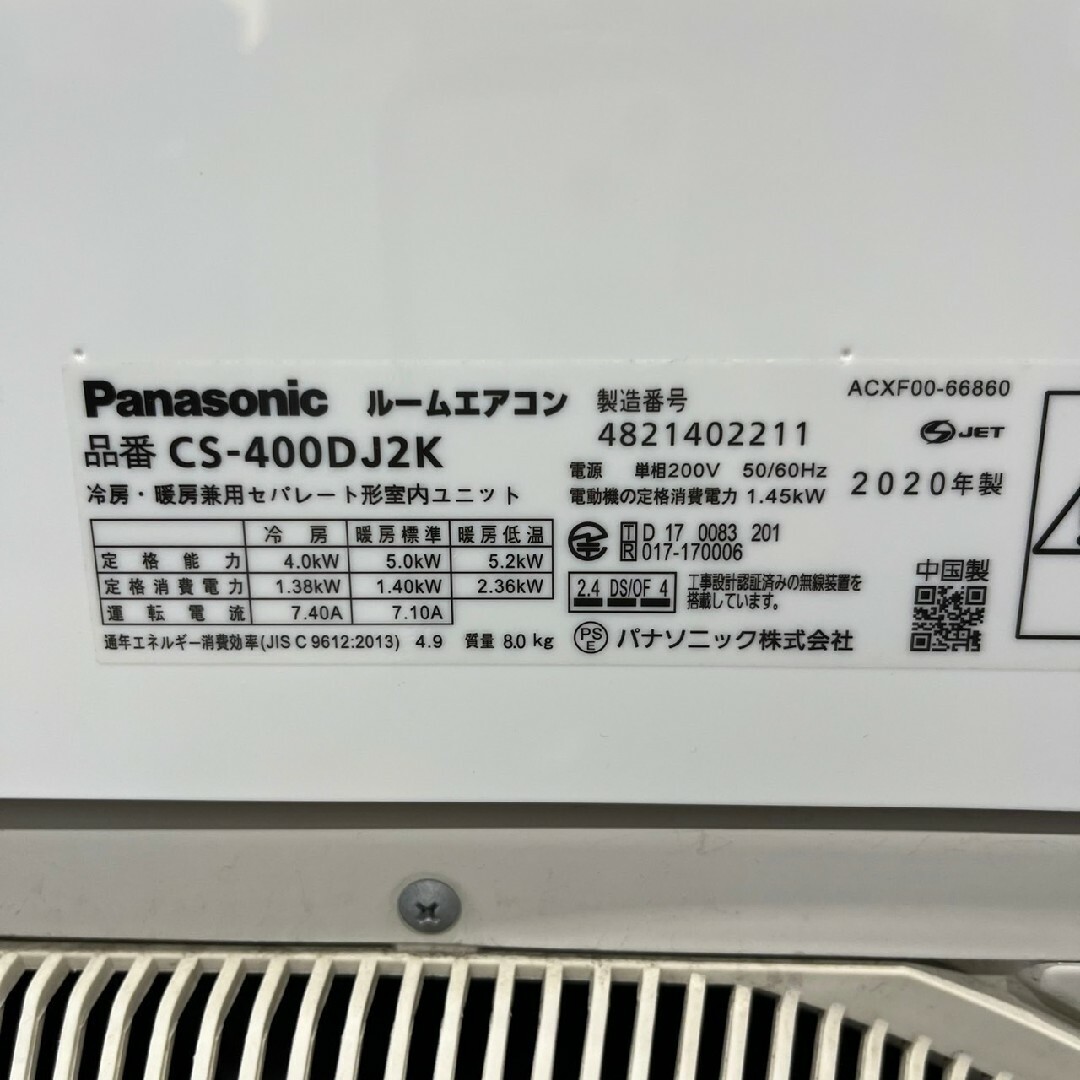 Panasonic ルームエアコン
品番 CS-400DJ2K
冷房・暖房兼用セパレート形室内ユニット
冷房 暖房標準 暖房低温
定格能力 4.0kW 5.0kW 5.2kW
定格消費電力 1.38kW 1.40kW 2.36kW
運転電流 7.40A 7.10A
通年エネルギー消費効率(JIS C 9612:2013) 4.9 質量 8.0 kg
製造番号
4821402211
電源 単相200V 50/60Hz
電動機の定格消費電力 1.45kW
T D 17 0083 201
R 017-170006
2.4 DS/OF 4
工事設計認証済みの無線装置を
搭載しています。
PS
E パナソニック株式会社
ACXF00-66860
JET
2020年製
中国製